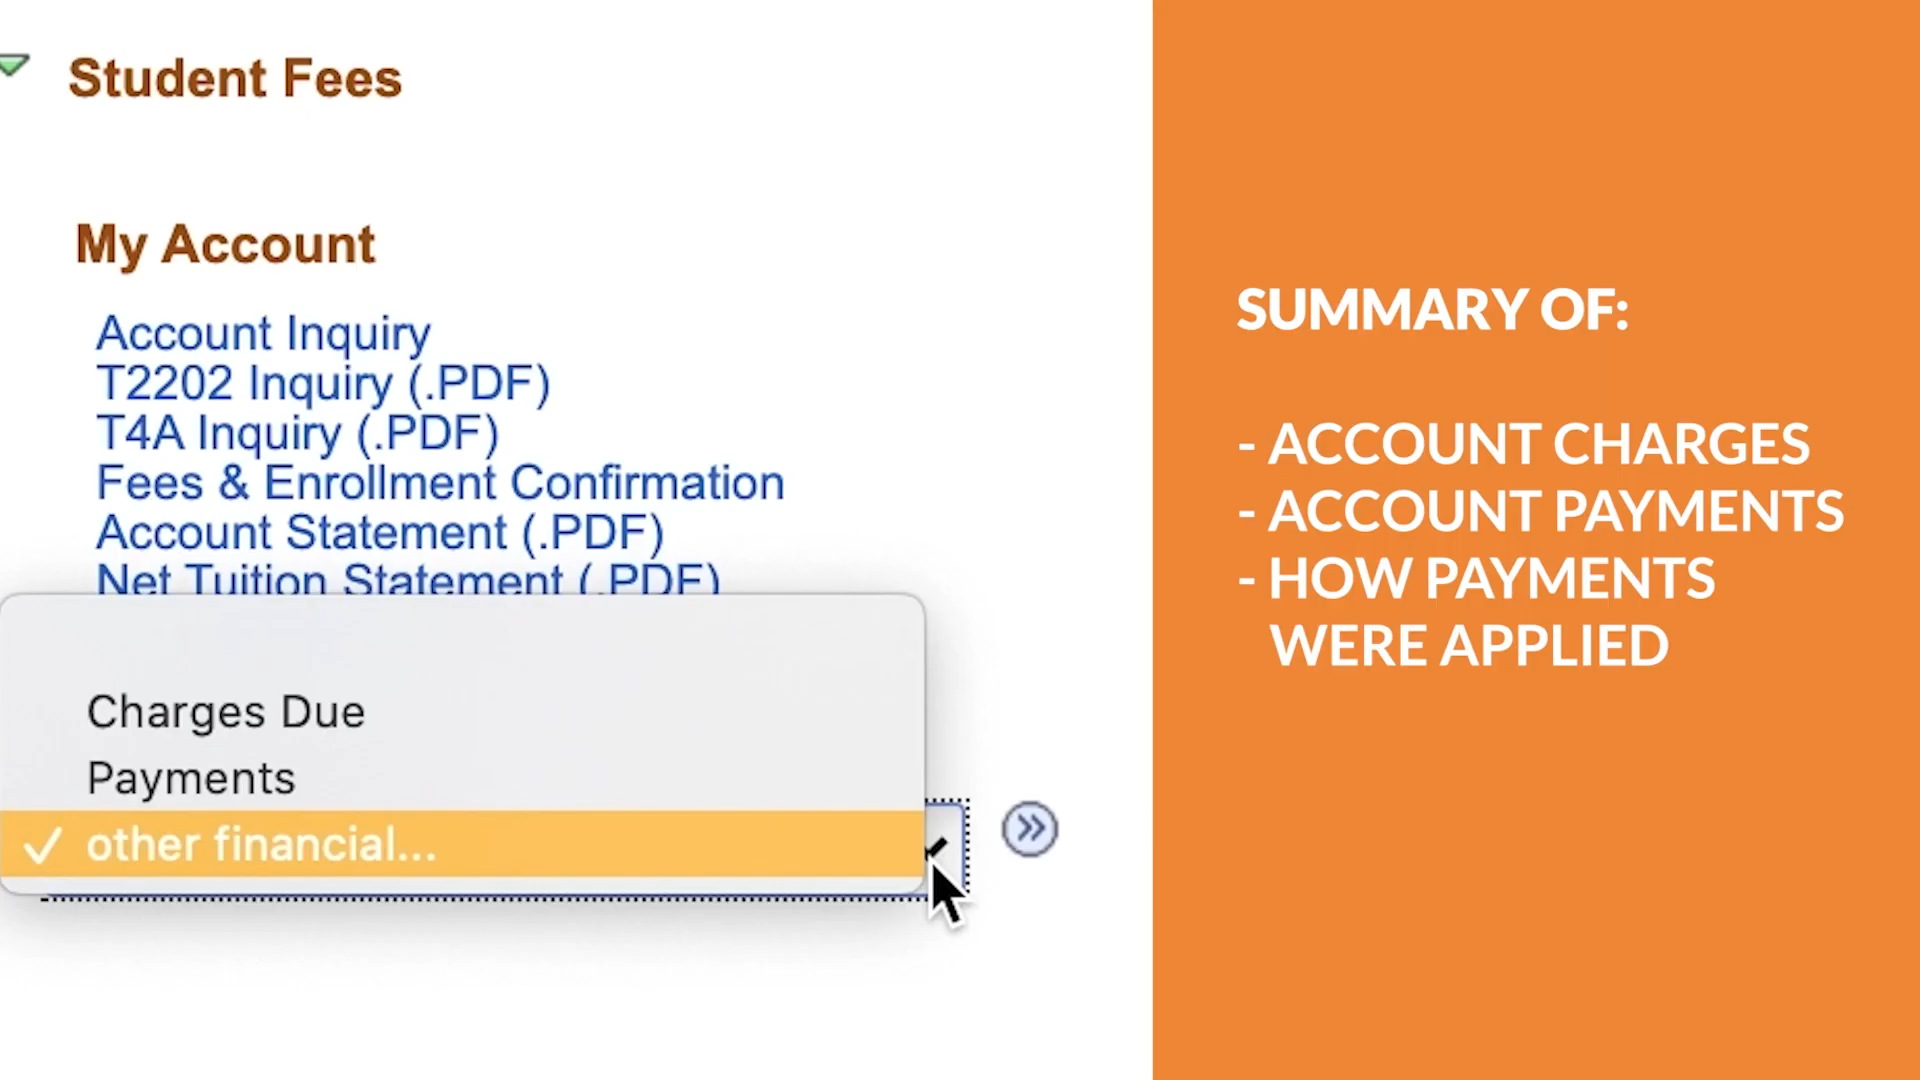 Student Fees
My Account
Account Inquiry
T2202 Inquiry (.PDF)
T4A Inquiry (.PDF)
Fees & Enrollment Confirmation
Account Statement (.PDF)
Net Tuition Statement (.PDF)
Charges Due
Payments
other financial...
SUMMARY OF:
- ACCOUNT CHARGES
- ACCOUNT PAYMENTS
- HOW PAYMENTS
WERE APPLIED